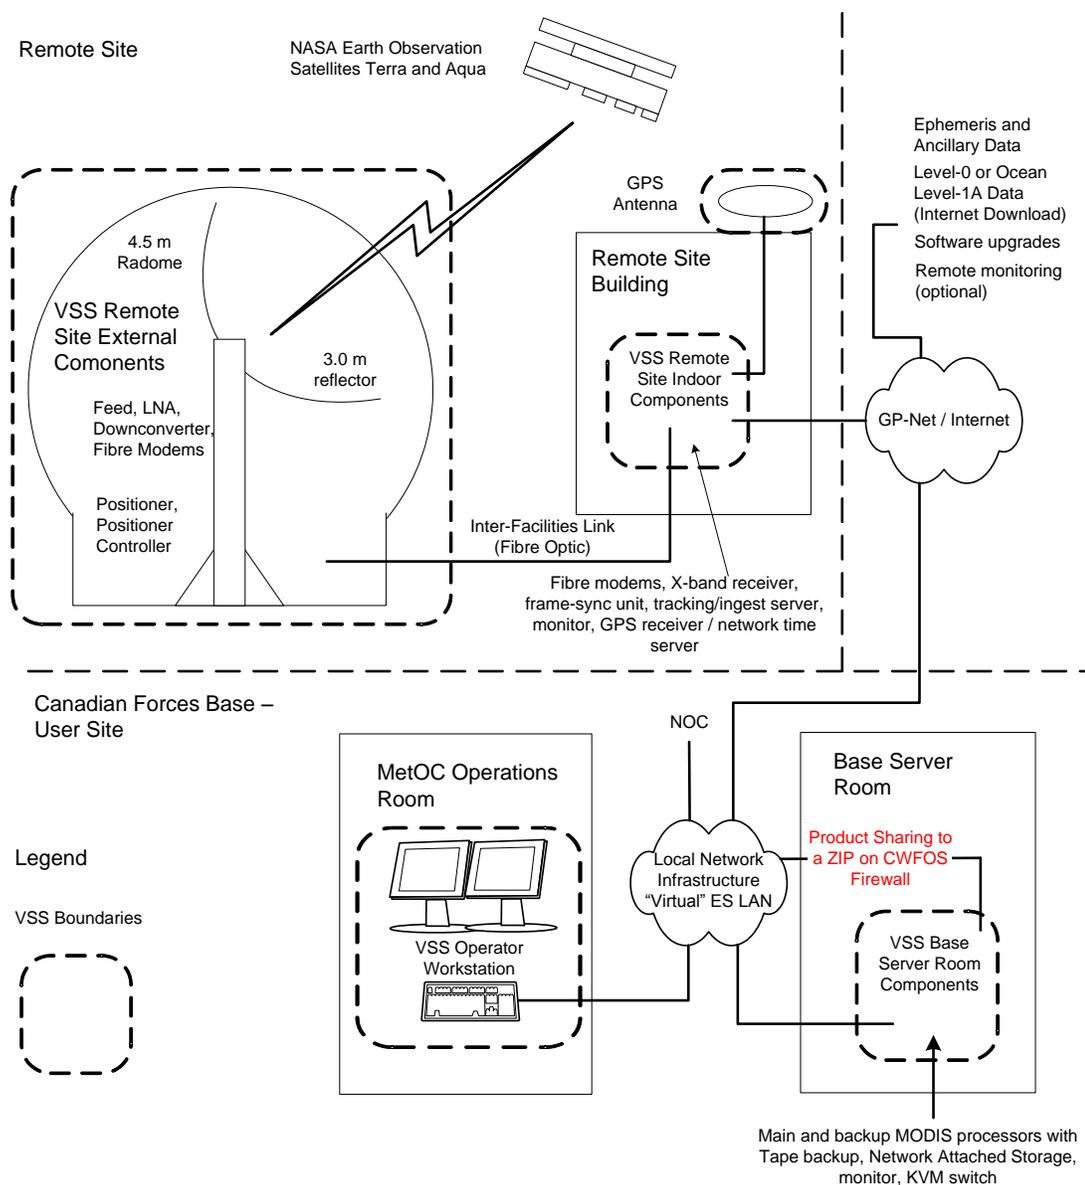 Remote Site
NASA Earth Observation
Satellites Terra and Aqua
Ephemeris and
Ancillary Data
Level-0 or Ocean
Level-1A Data
(Internet Download)
Software upgrades
Remote monitoring
(optional)
GPS
Antenna
4.5 m
Radome
VSS Remote
Site External
Comonents
3.0 m
reflector
Feed, LNA,
Downconverter,
Fibre Modems
Positioner,
Positioner
Controller
Remote Site
Building
VSS Remote
Site Indoor
Components
GP-Net / Internet
Inter-Facilities Link
(Fibre Optic)
Fibre modems, X-band receiver,
frame-sync unit, tracking/ingest server,
monitor, GPS receiver / network time
server
Canadian Forces Base –
User Site
NOC
MetOC Operations
Room
Base Server
Room
Product Sharing to
a ZIP on CWFOS
Firewall
Local Network
Infrastructure
“Virtual” ES LAN
Legend
VSS Boundaries
VSS Operator
Workstation
VSS Base
Server Room
Components
Main and backup MODIS processors with
Tape backup, Network Attached Storage,
monitor, KVM switch